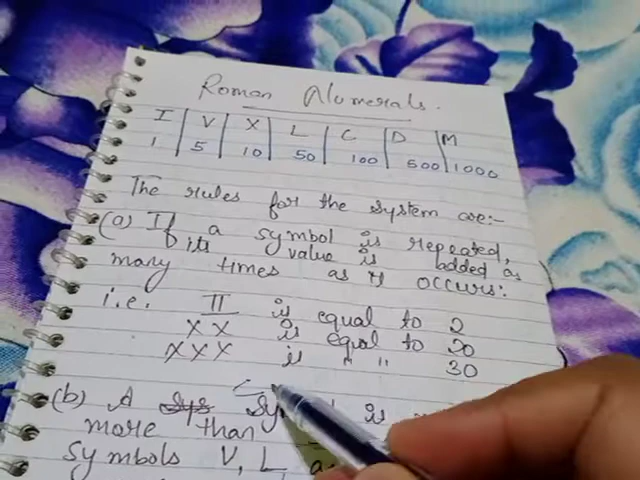 Roman Numerals.
I V X L C D M
1 5 10 50 100 500 1000
The rules for the system are:-
(a) If a symbol is repeated,
its value is added as
many times as it occurs:
i.e. II is equal to 2
XX is equal to 20
XXX is " " 30
(b) A
more than
symbols V, L,